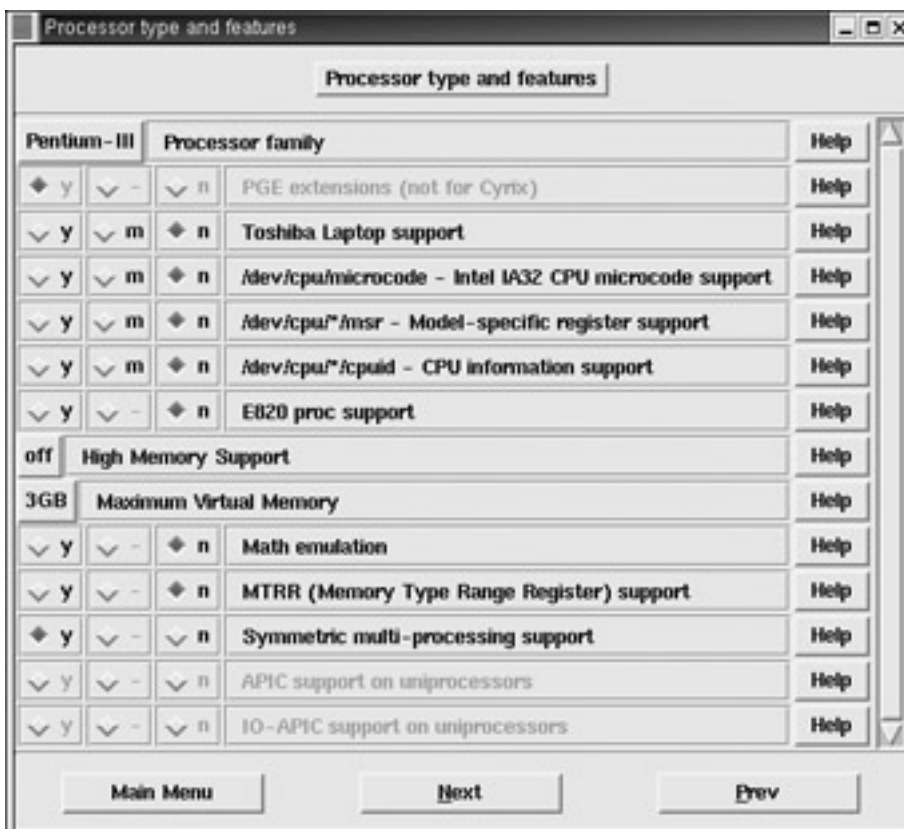 Processor type and features
Processor type and features
Pentium-III Processor family Help
y - n PGE extensions (not for Cyrix) Help
y m n Toshiba Laptop support Help
y m n /dev/cpu/microcode - Intel IA32 CPU microcode support Help
y m n /dev/cpu/*/msr - Model-specific register support Help
y m n /dev/cpu/*/cpuid - CPU information support Help
y - n E820 proc support Help
off High Memory Support Help
3GB Maximum Virtual Memory Help
y - n Math emulation Help
y - n MTRR (Memory Type Range Register) support Help
y - n Symmetric multi-processing support Help
y - n APIC support on uniprocessors Help
y - n IO-APIC support on uniprocessors Help
Main Menu Next Prev